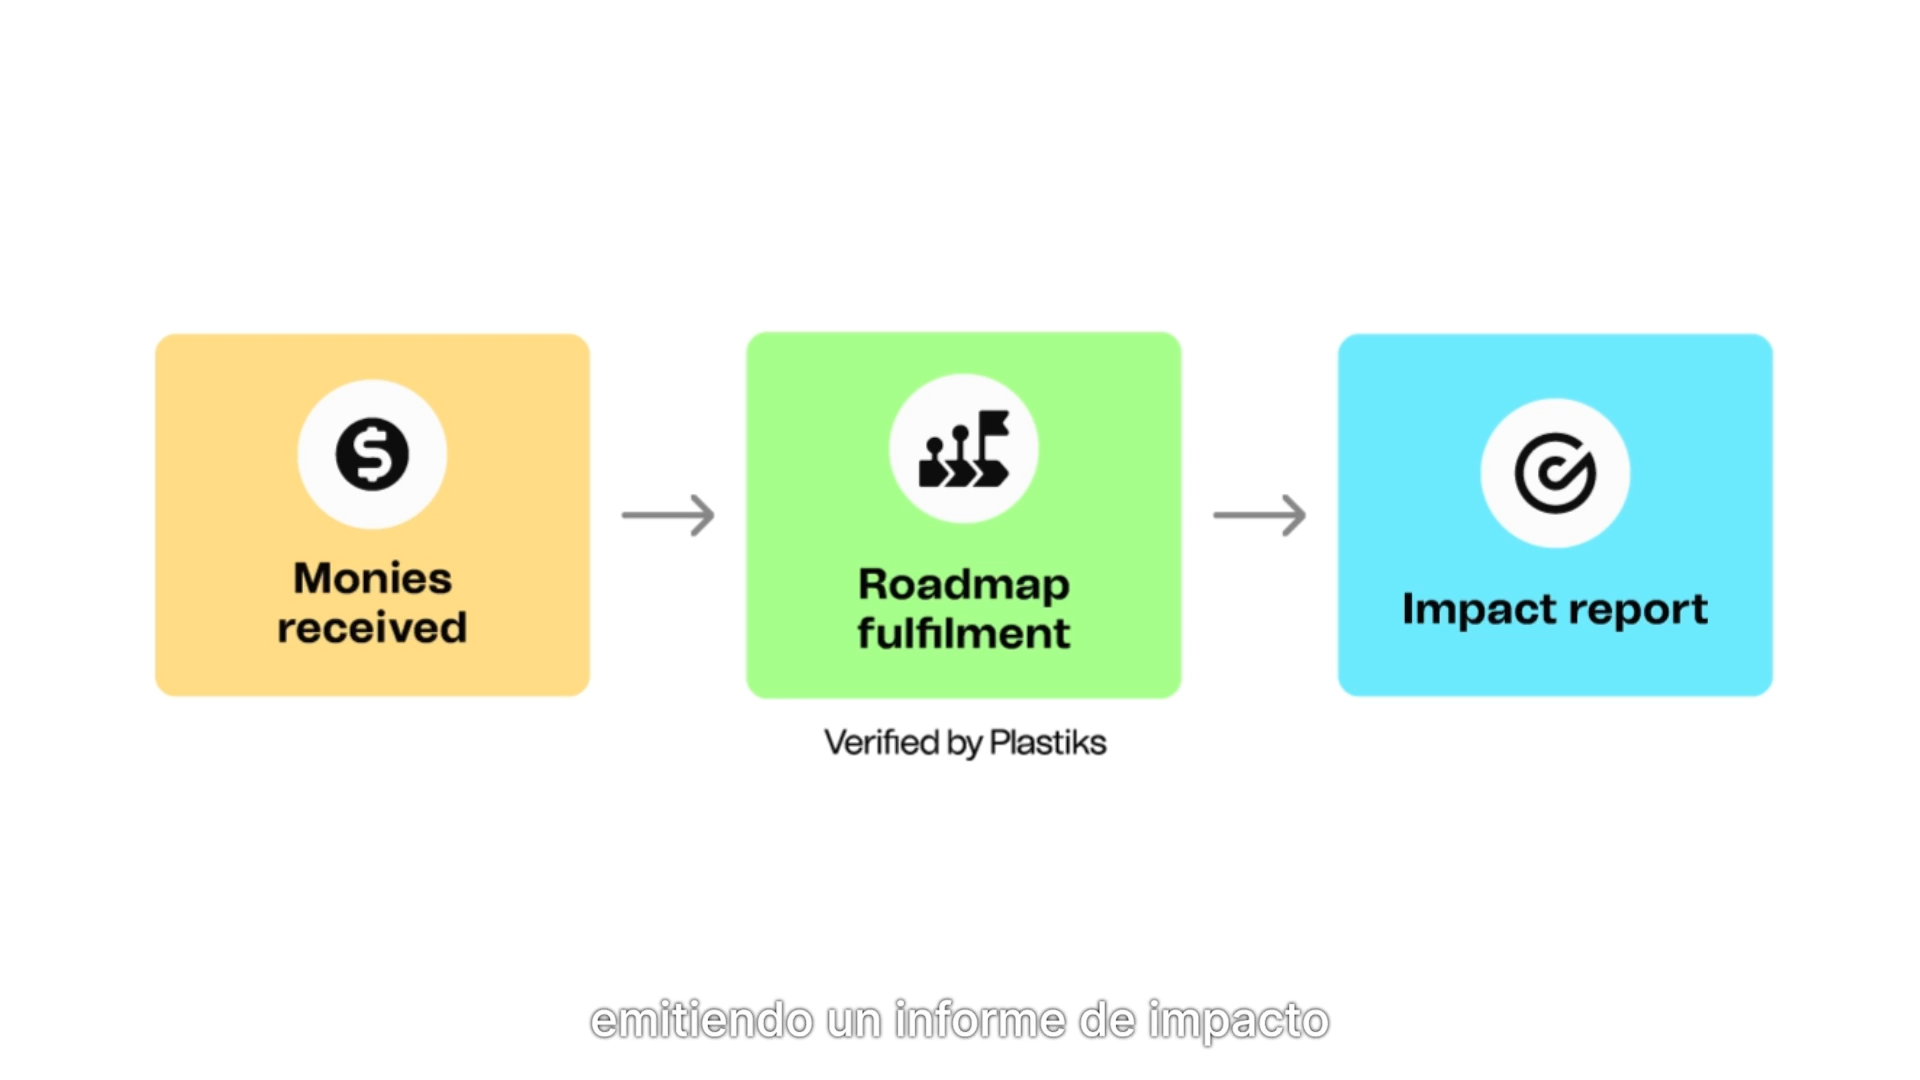 Monies
received
Roadmap
fulfilment
Impact report
Verified by Plastiks
emitiendo un informe de impacto